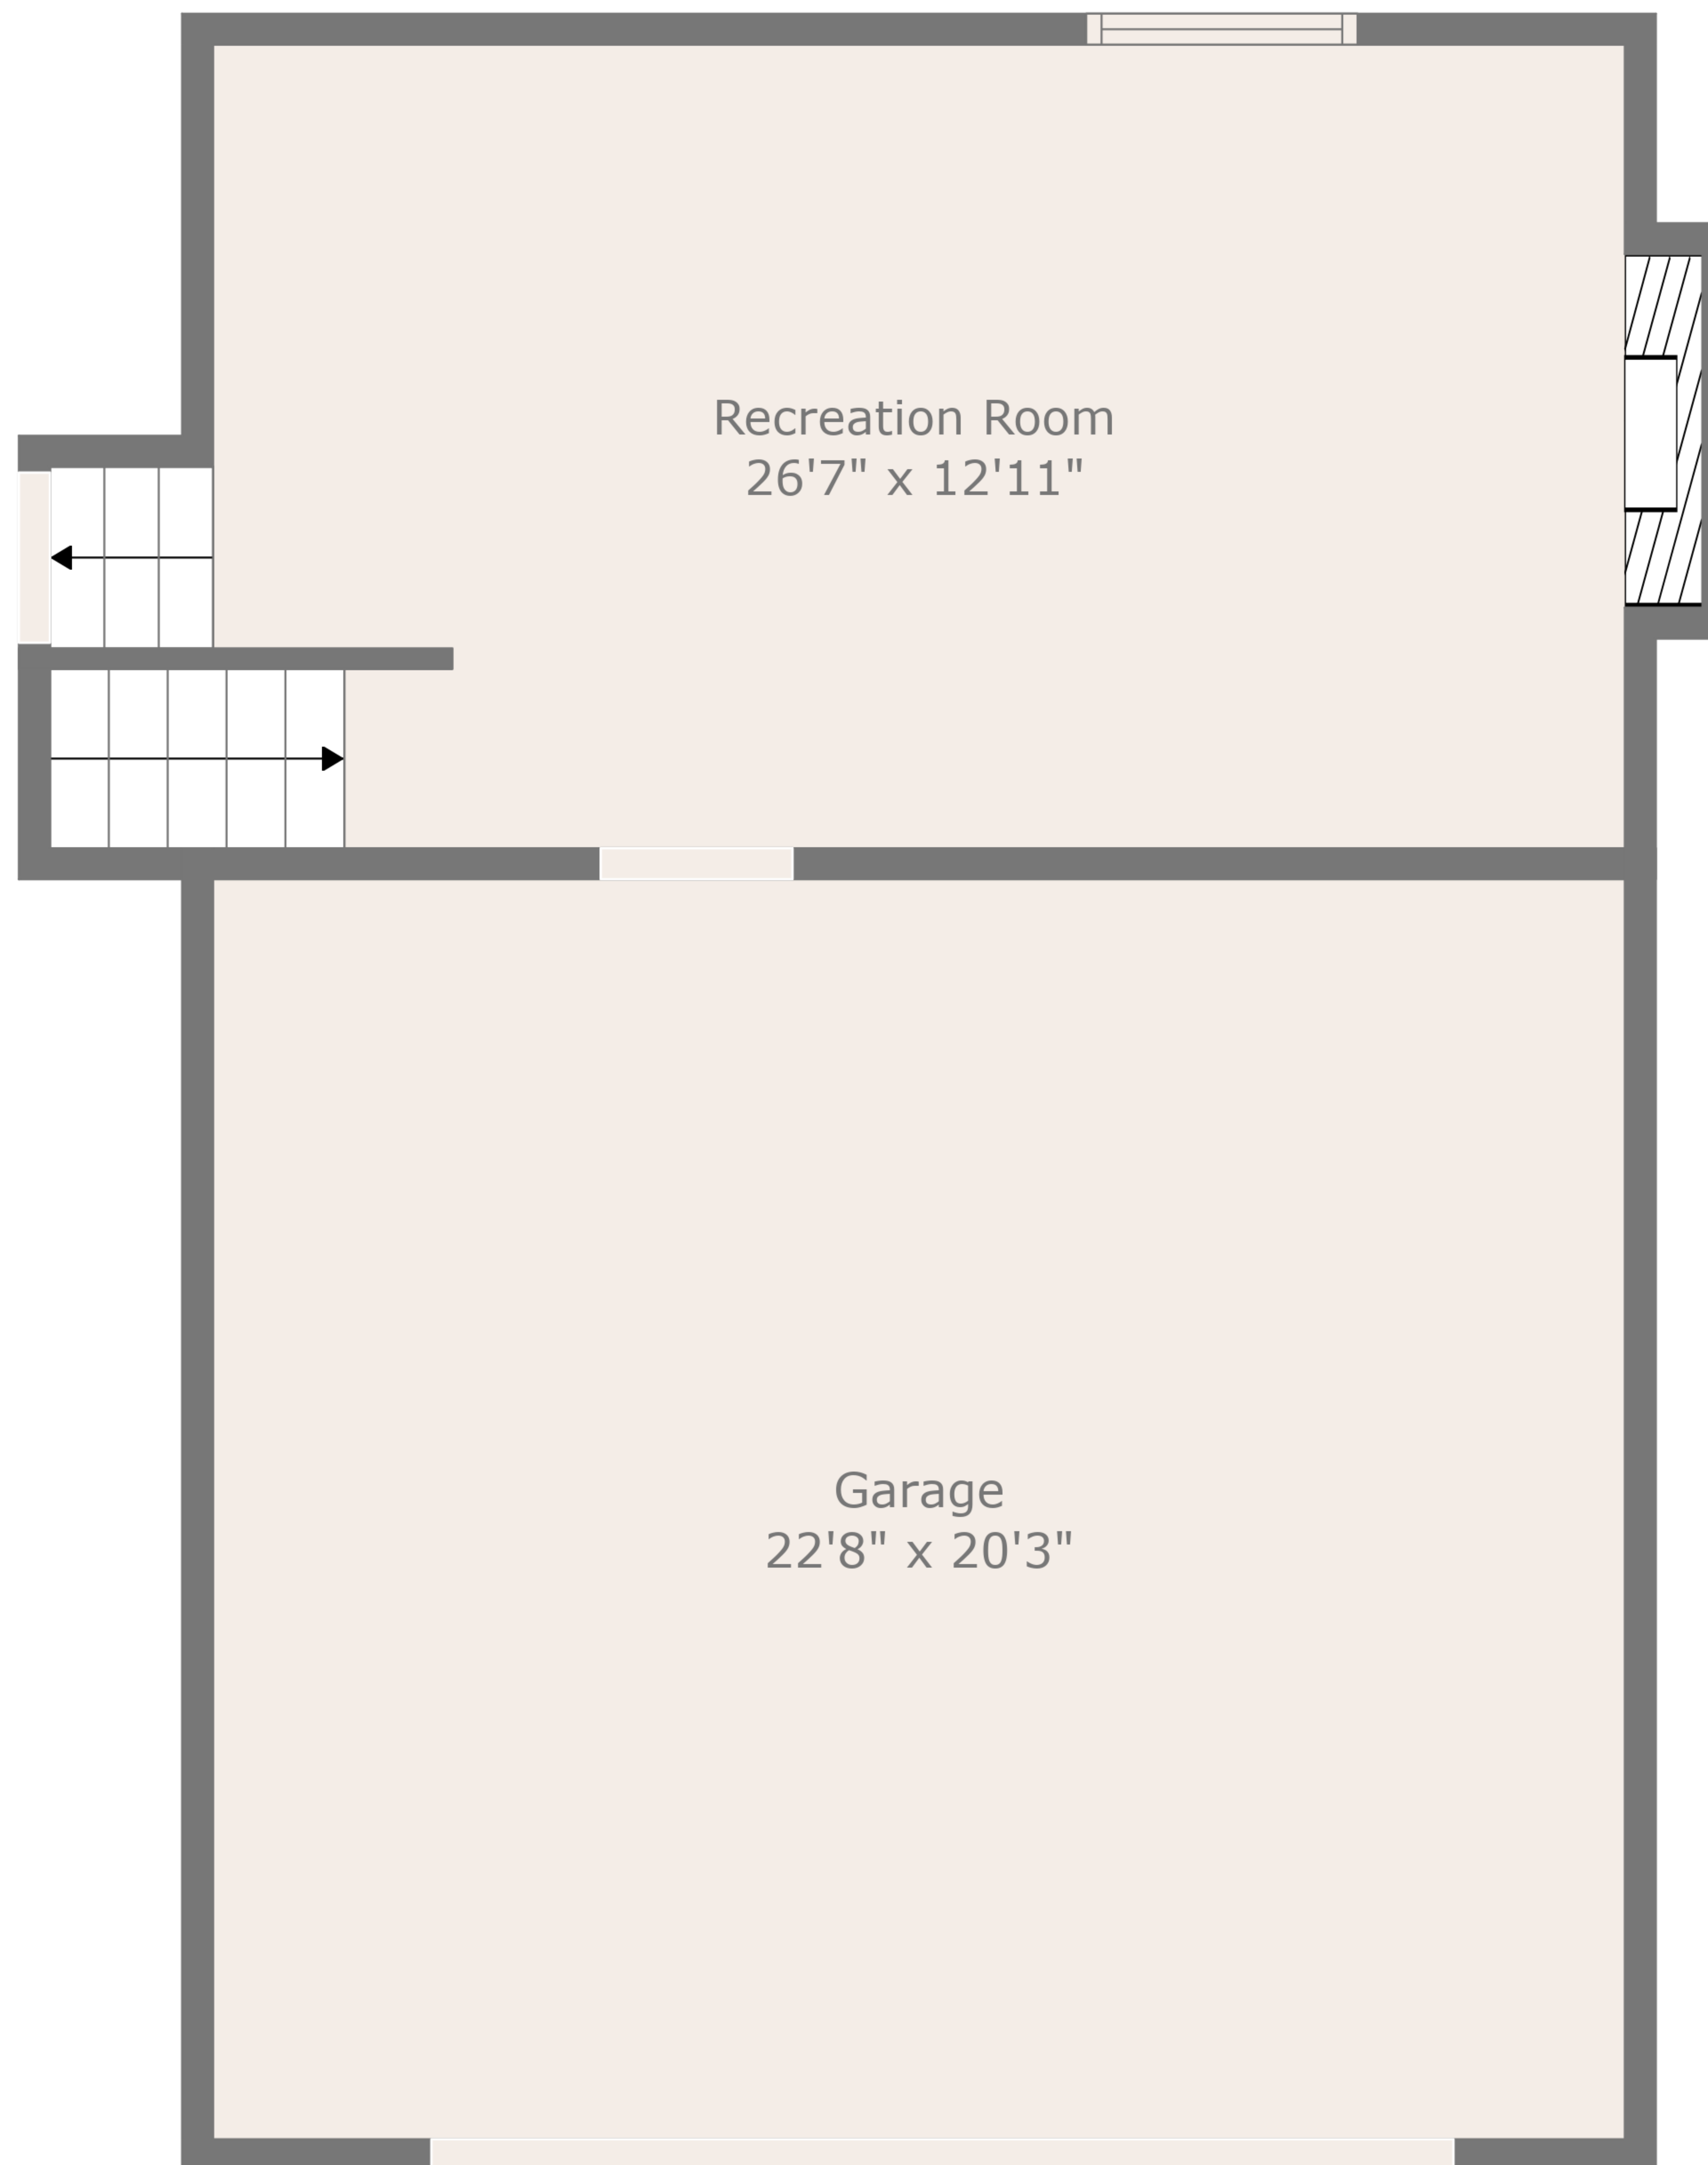 Recreation Room
26'7" x 12'11"
Garage
22'8" x 20'3"